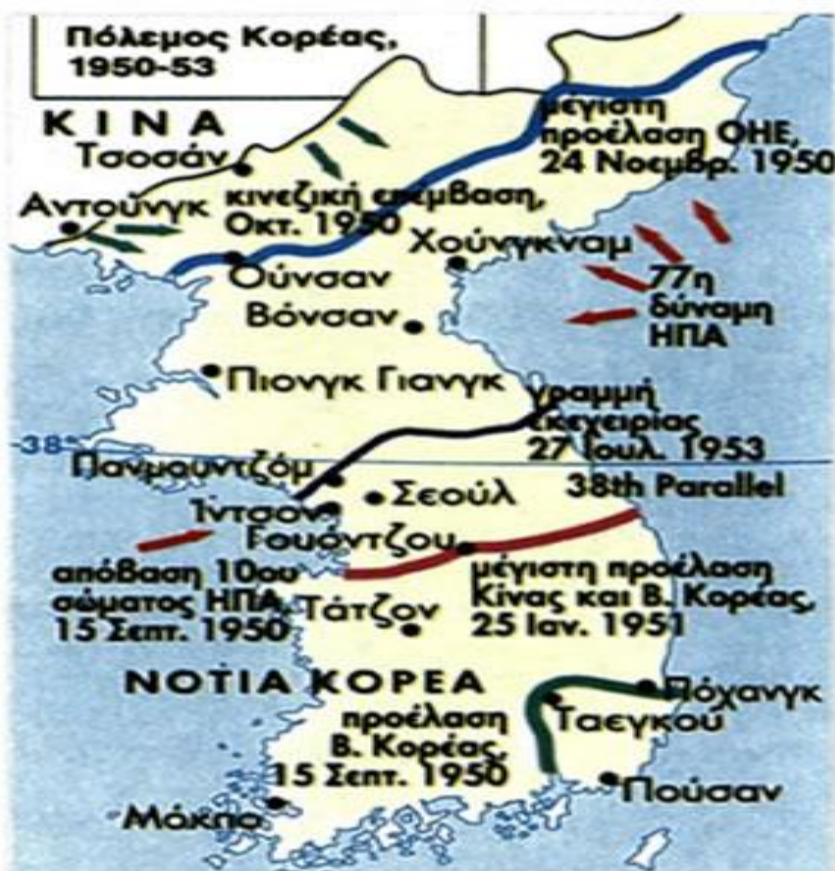 Πόλεμος Κορέας,
1950-53
ΚΙΝΑ
Τσοσάν
Αντούνγκ
μέγιστη
προέλαση ΟΗΕ,
24 Νοεμβρ. 1950
κινεζική επέμβαση,
Οκτ. 1950
Ούνσαν
Χούνγκναμ
77η
δύναμη
ΗΠΑ
Βόνσαν
Πιονγκ Γιανγκ
γραμμή
εκεχειρίας
27 Ιουλ. 1953
38°
38th Parallel
Πανμουντζόμ
Σεούλ
Ίντσον
Γουόντζου
απόβαση 10ου
σώματος ΗΠΑ,
15 Σεπτ. 1950
μέγιστη προέλαση
Κίνας και Β. Κορέας,
25 Ιαν. 1951
Τάτζον
ΝΟΤΙΑ ΚΟΡΕΑ
Πόχανγκ
Ταεγκού
προέλαση
Β. Κορέας,
15 Σεπτ. 1950
Πούσαν
Μόκπο